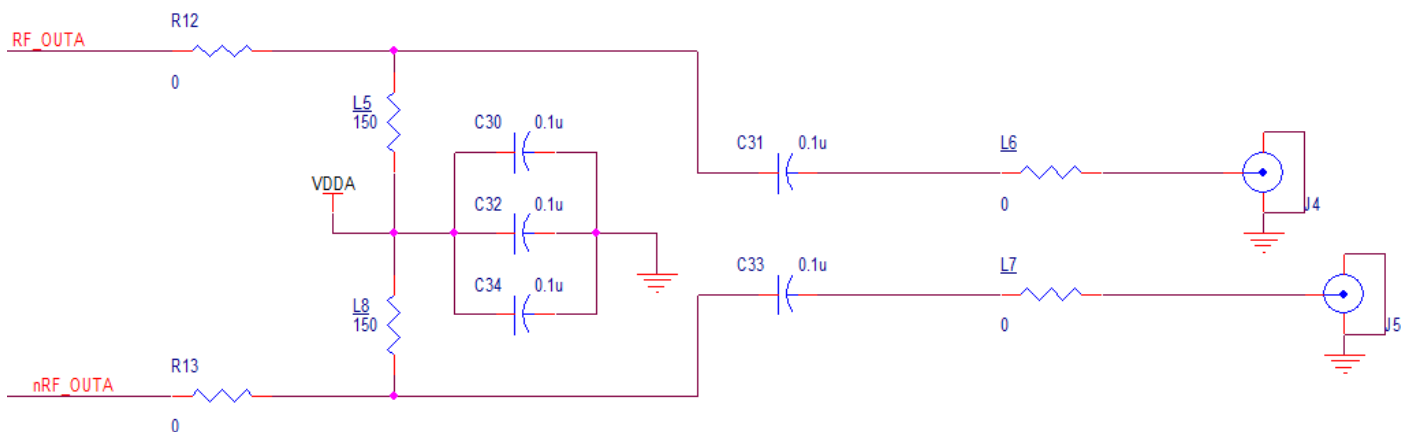 R12
RF_OUTA
0
L5
150
C30 0.1u
C31 0.1u
L6
0
J4
VDDA
C32 0.1u
C33 0.1u
L7
0
J5
C34 0.1u
L8
150
R13
nRF_OUTA
0